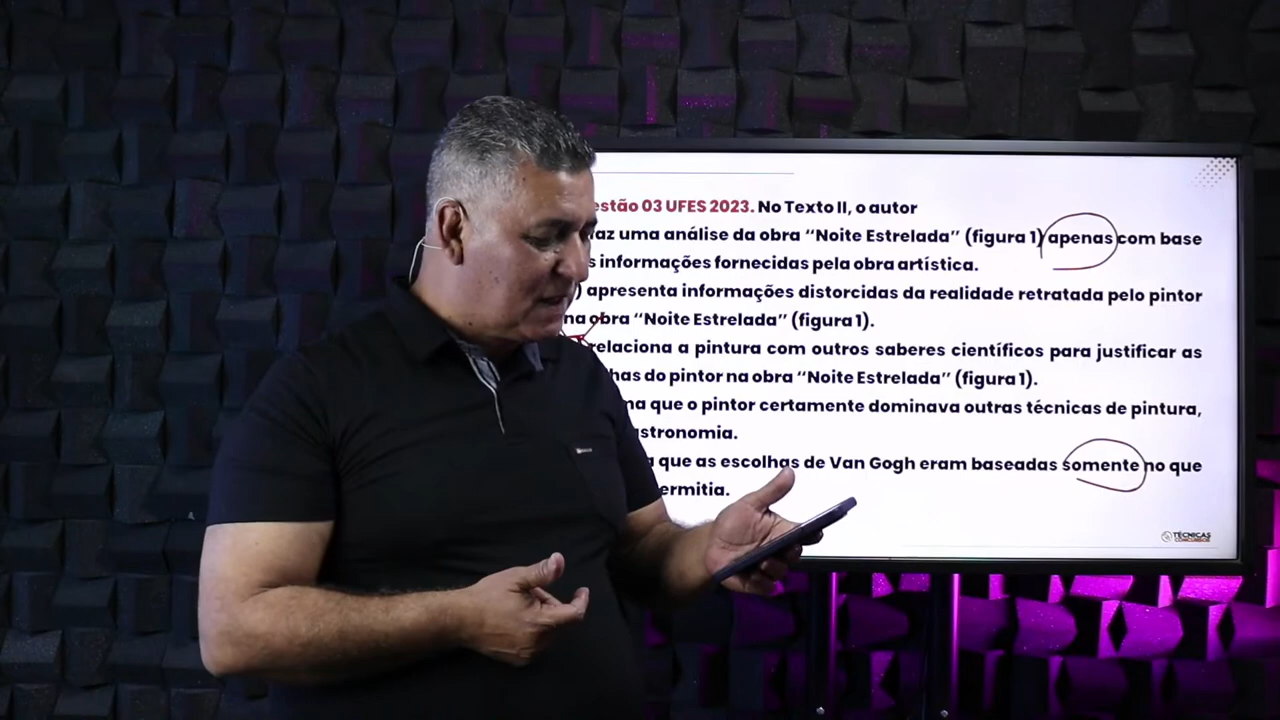 estão 03 UFES 2023. No Texto II, o autor
az uma análise da obra ‘‘Noite Estrelada’’ (figura 1) apenas com base
s informações fornecidas pela obra artística.
) apresenta informações distorcidas da realidade retratada pelo pintor
na obra ‘‘Noite Estrelada’’ (figura 1).
relaciona a pintura com outros saberes científicos para justificar as
has do pintor na obra ‘‘Noite Estrelada’’ (figura 1).
ma que o pintor certamente dominava outras técnicas de pintura,
stronomia.
a que as escolhas de Van Gogh eram baseadas somente no que
ermitia.
TÉCNICAS
CONCURSOS